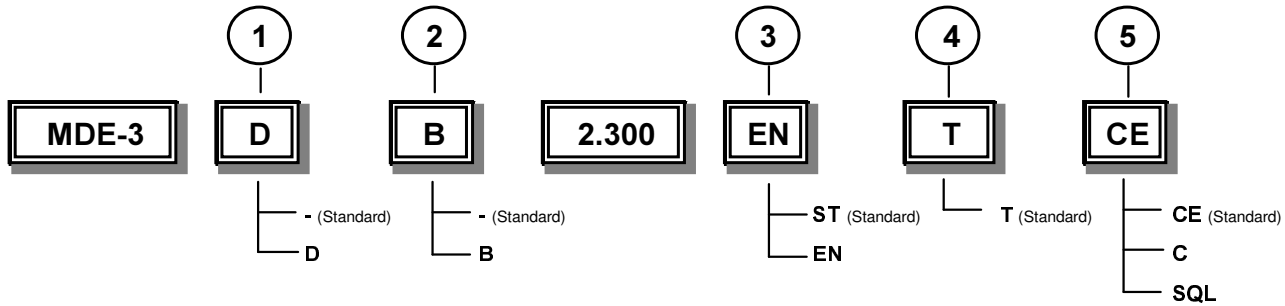 1 2 3 4 5
MDE-3 D B 2.300 EN T CE
- (Standard) - (Standard) ST (Standard) T (Standard) CE (Standard)
D B EN C
SQL